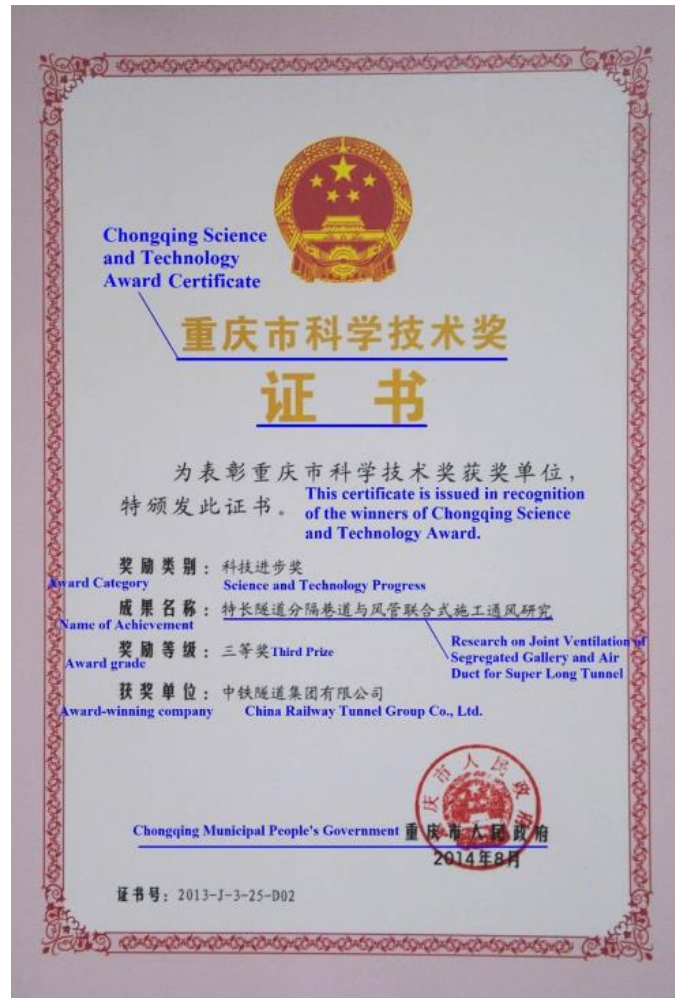 Chongqing Science
and Technology
Award Certificate
重庆市科学技术奖
证 书
为表彰重庆市科学技术奖获奖单位,
特颁发此证书。
This certificate is issued in recognition
of the winners of Chongqing Science
and Technology Award.
奖励类别:科技进步奖
Award Category Science and Technology Progress
成果名称:特长隧道分隔巷道与风管联合式施工通风研究
Name of Achievement
Research on Joint Ventilation of
Segregated Gallery and Air
Duct for Super Long Tunnel
奖励等级:三等奖 Third Prize
Award grade
获奖单位:中铁隧道集团有限公司
Award-winning company China Railway Tunnel Group Co., Ltd.
重庆市人民政府
Chongqing Municipal People's Government 重庆市人民政府
2014年8月
证书号:2013-J-3-25-D02